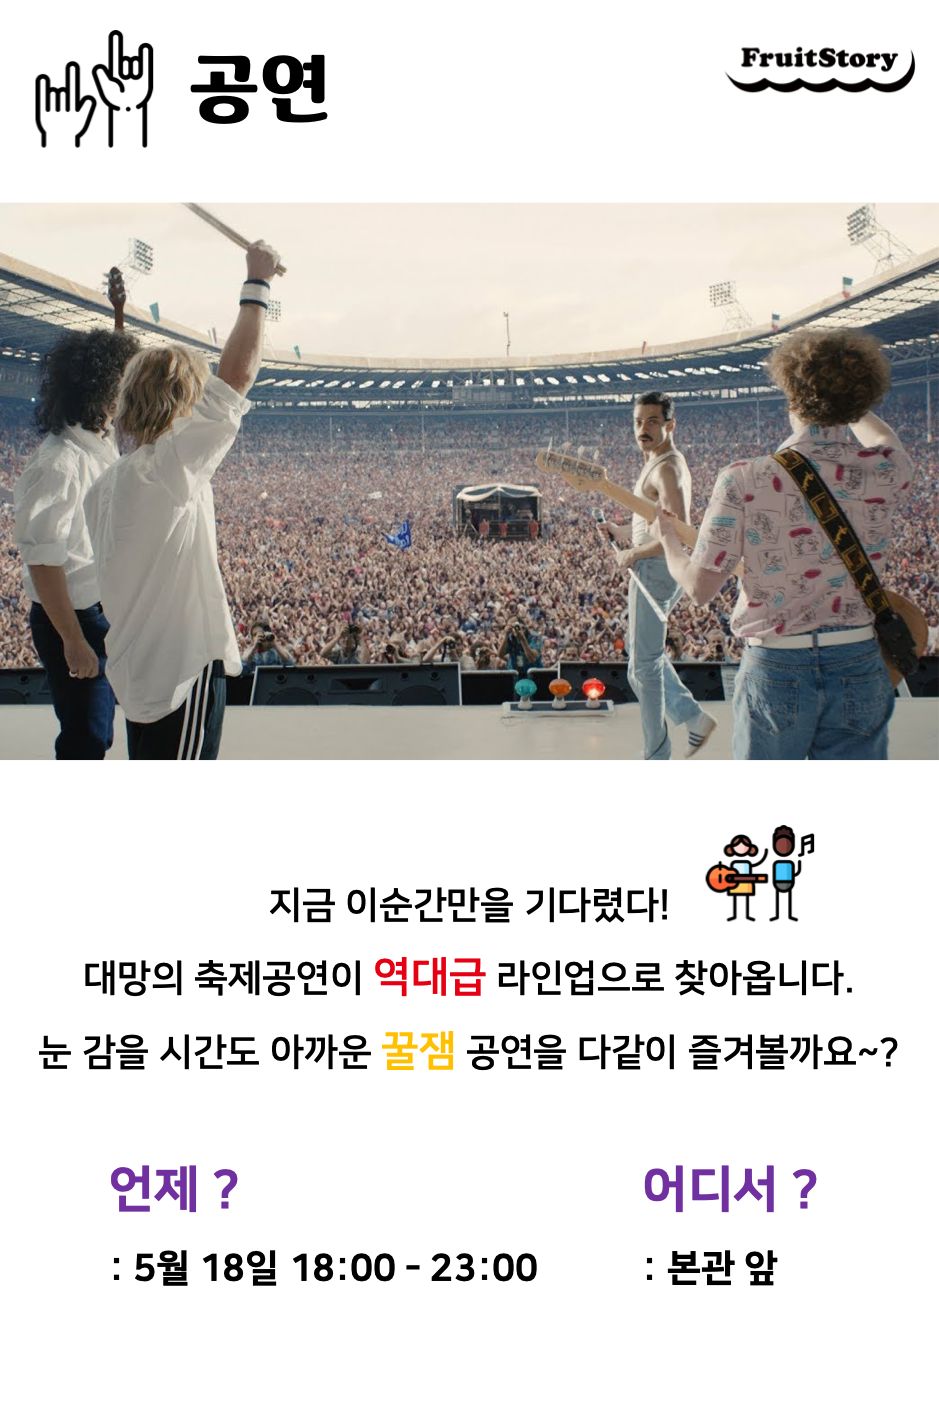 공연
FruitStory
지금 이순간만을 기다렸다!
대망의 축제공연이 역대급 라인업으로 찾아옵니다.
눈 감을 시간도 아까운 꿀잼 공연을 다같이 즐겨볼까요~?
언제 ?
: 5월 18일 18:00 - 23:00
어디서 ?
: 본관 앞